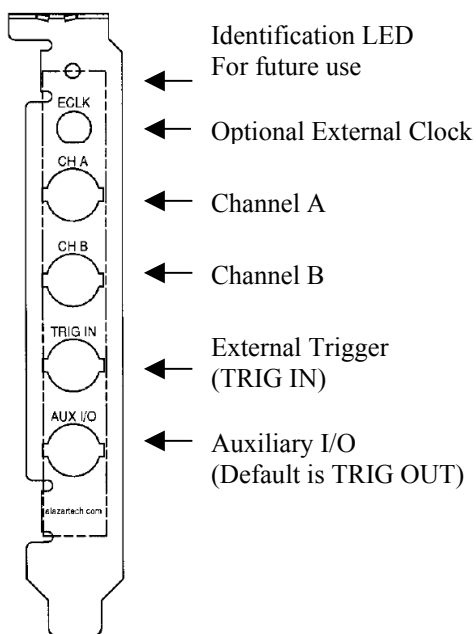 Identification LED
For future use
ECLK
Optional External Clock
CH A
Channel A
CH B
Channel B
TRIG IN
External Trigger
(TRIG IN)
AUX I/O
Auxiliary I/O
(Default is TRIG OUT)
alazartech.com